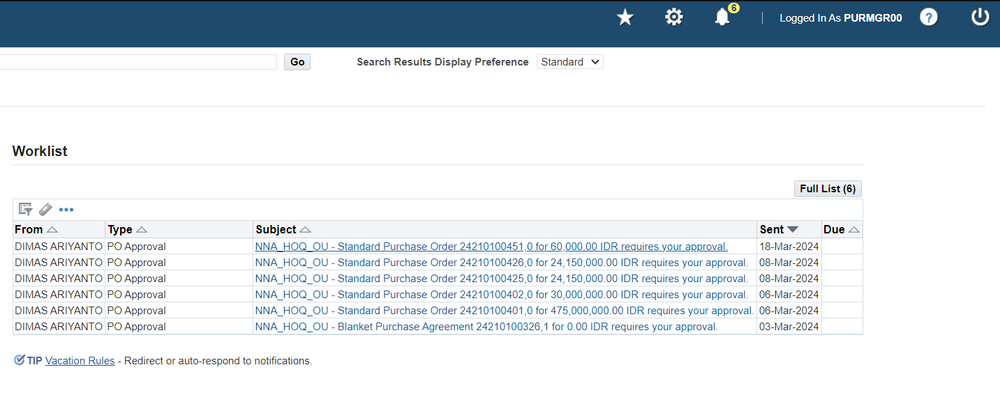 6
Logged In As PURMGR00 ?
Go Search Results Display Preference Standard
Worklist
Full List (6)
From Type Subject Sent Due
DIMAS ARIYANTO PO Approval NNA_HOQ_OU - Standard Purchase Order 24210100451,0 for 60,000.00 IDR requires your approval. 18-Mar-2024
DIMAS ARIYANTO PO Approval NNA_HOQ_OU - Standard Purchase Order 24210100426,0 for 24,150,000.00 IDR requires your approval. 08-Mar-2024
DIMAS ARIYANTO PO Approval NNA_HOQ_OU - Standard Purchase Order 24210100425,0 for 24,150,000.00 IDR requires your approval. 08-Mar-2024
DIMAS ARIYANTO PO Approval NNA_HOQ_OU - Standard Purchase Order 24210100402,0 for 30,000,000.00 IDR requires your approval. 06-Mar-2024
DIMAS ARIYANTO PO Approval NNA_HOQ_OU - Standard Purchase Order 24210100401,0 for 475,000,000.00 IDR requires your approval. 06-Mar-2024
DIMAS ARIYANTO PO Approval NNA_HOQ_OU - Blanket Purchase Agreement 24210100326,1 for 0.00 IDR requires your approval. 03-Mar-2024
TIP Vacation Rules - Redirect or auto-respond to notifications.